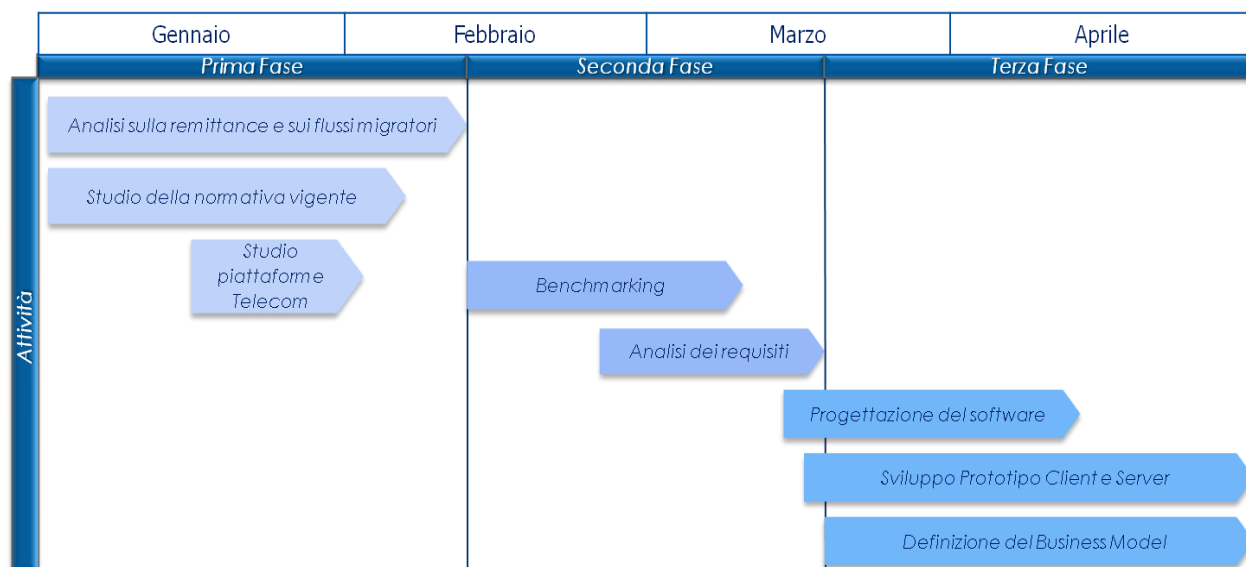 Gennaio
Febbraio
Marzo
Aprile
Prima Fase
Seconda Fase
Terza Fase
Attività
Analisi sulla remittance e sui flussi migratori
Studio della normativa vigente
Studio
piattaforme
Telecom
Benchmarking
Analisi dei requisiti
Progettazione del software
Sviluppo Prototipo Client e Server
Definizione del Business Model